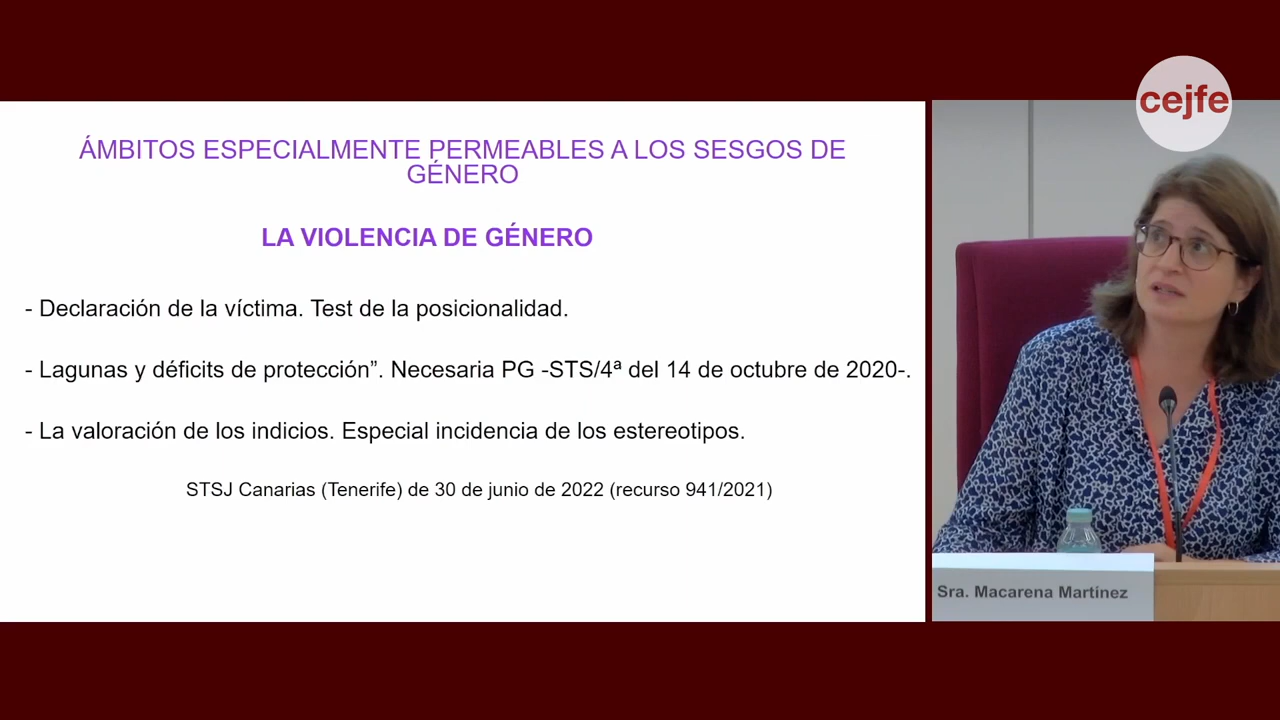 cejfe
ÁMBITOS ESPECIALMENTE PERMEABLES A LOS SESGOS DE
GÉNERO
LA VIOLENCIA DE GÉNERO
- Declaración de la víctima. Test de la posicionalidad.
- Lagunas y déficits de protección”. Necesaria PG -STS/4ª del 14 de octubre de 2020-.
- La valoración de los indicios. Especial incidencia de los estereotipos.
STSJ Canarias (Tenerife) de 30 de junio de 2022 (recurso 941/2021)
Sra. Macarena Martínez